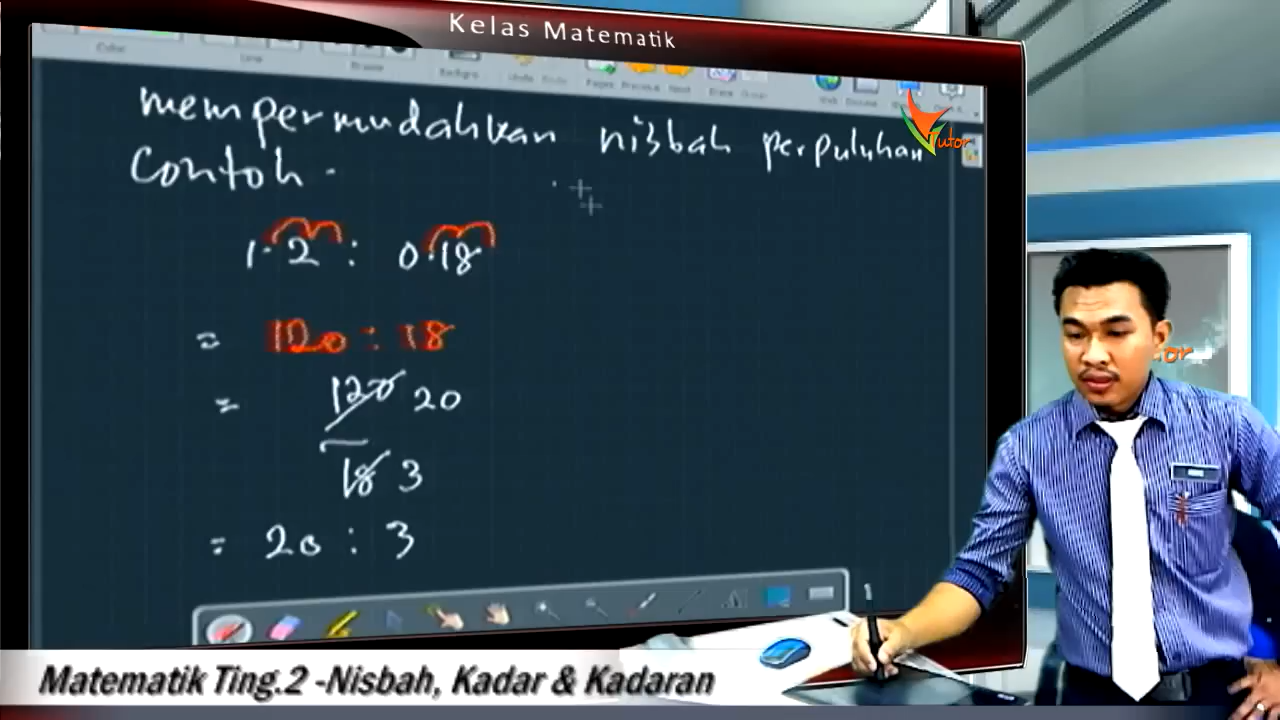 Kelas Matematik
mempermudahkan nisbah perpuluhan
Contoh.
1.2 : 0.18
= 120 : 18
= 120 20
18 3
= 20 : 3
Tutor
Matematik Ting.2 -Nisbah, Kadar & Kadaran